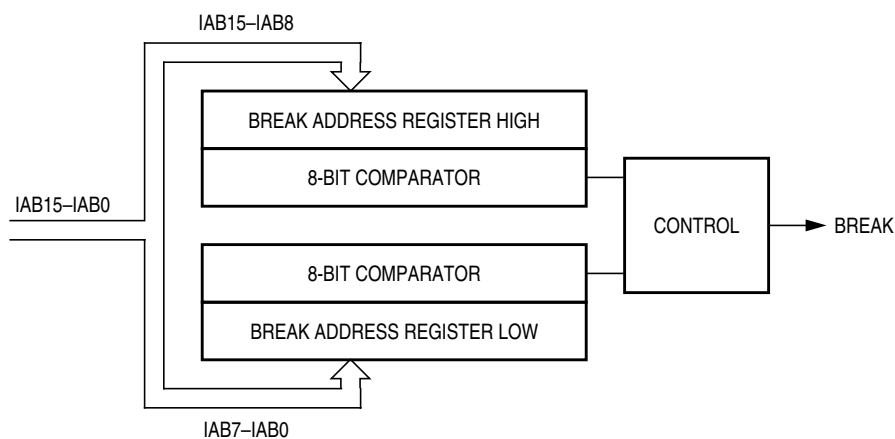 IAB15–IAB8
BREAK ADDRESS REGISTER HIGH
8-BIT COMPARATOR
IAB15–IAB0
CONTROL
BREAK
8-BIT COMPARATOR
BREAK ADDRESS REGISTER LOW
IAB7–IAB0